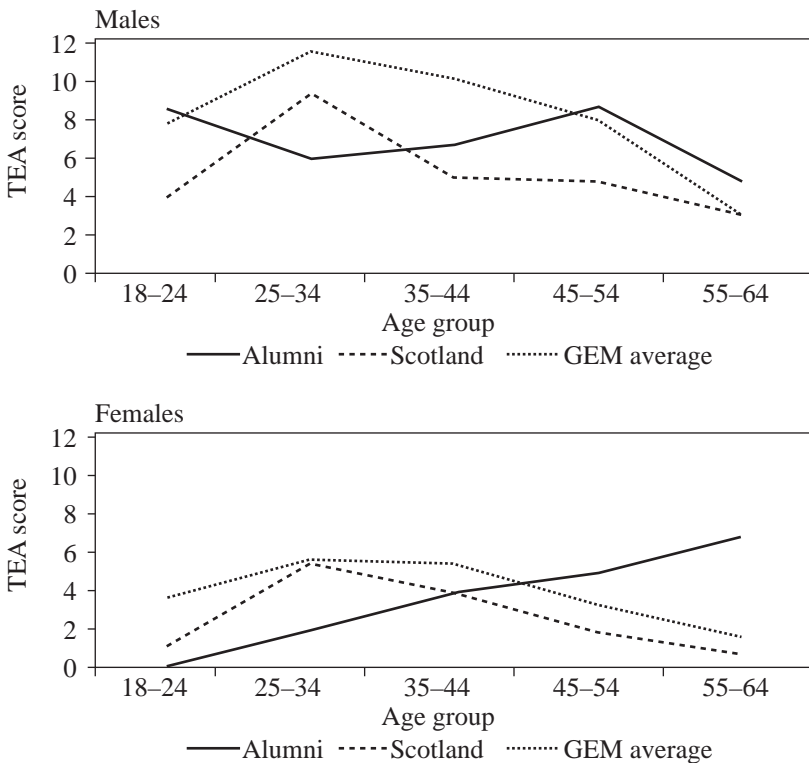 Males
TEA score
12
10
8
6
4
2
0
18–24 25–34 35–44 45–54 55–64
Age group
Alumni Scotland GEM average
Females
TEA score
12
10
8
6
4
2
0
18–24 25–34 35–44 45–54 55–64
Age group
Alumni Scotland GEM average